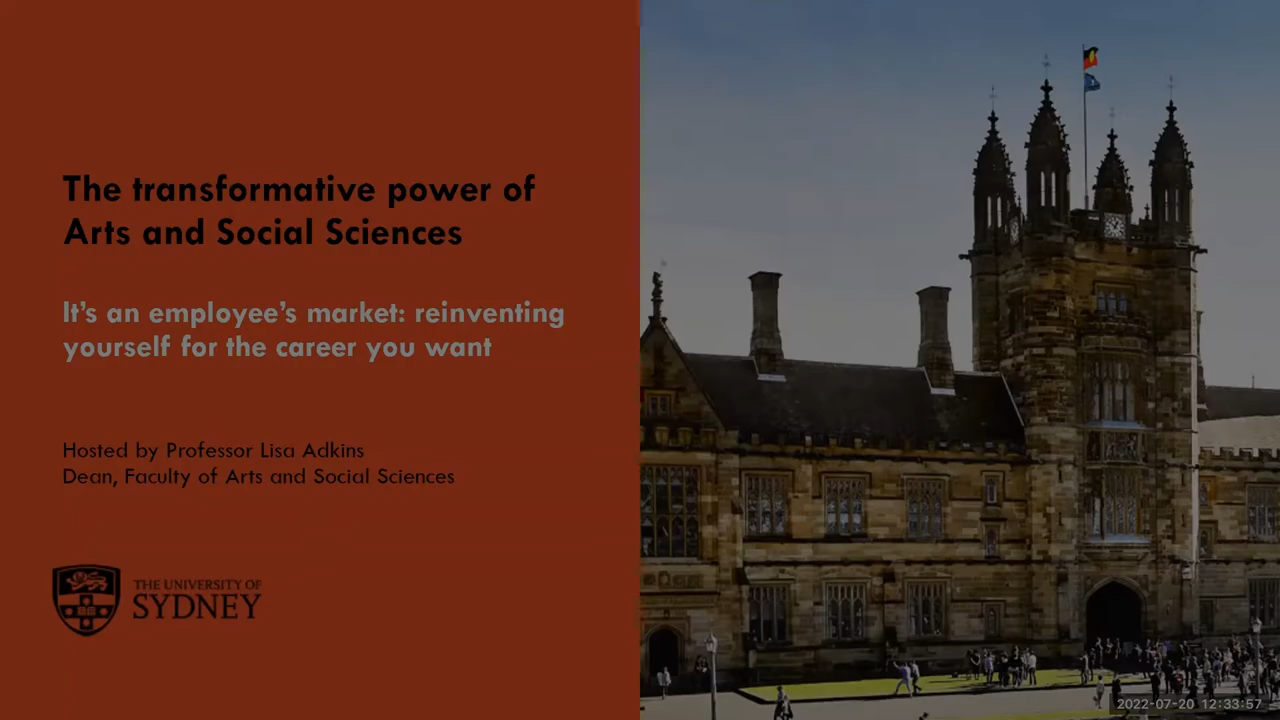 The transformative power of
Arts and Social Sciences
It's an employee's market: reinventing
yourself for the career you want
Hosted by Professor Lisa Adkins
Dean, Faculty of Arts and Social Sciences
THE UNIVERSITY OF
SYDNEY
2022-07-20 12:33:57